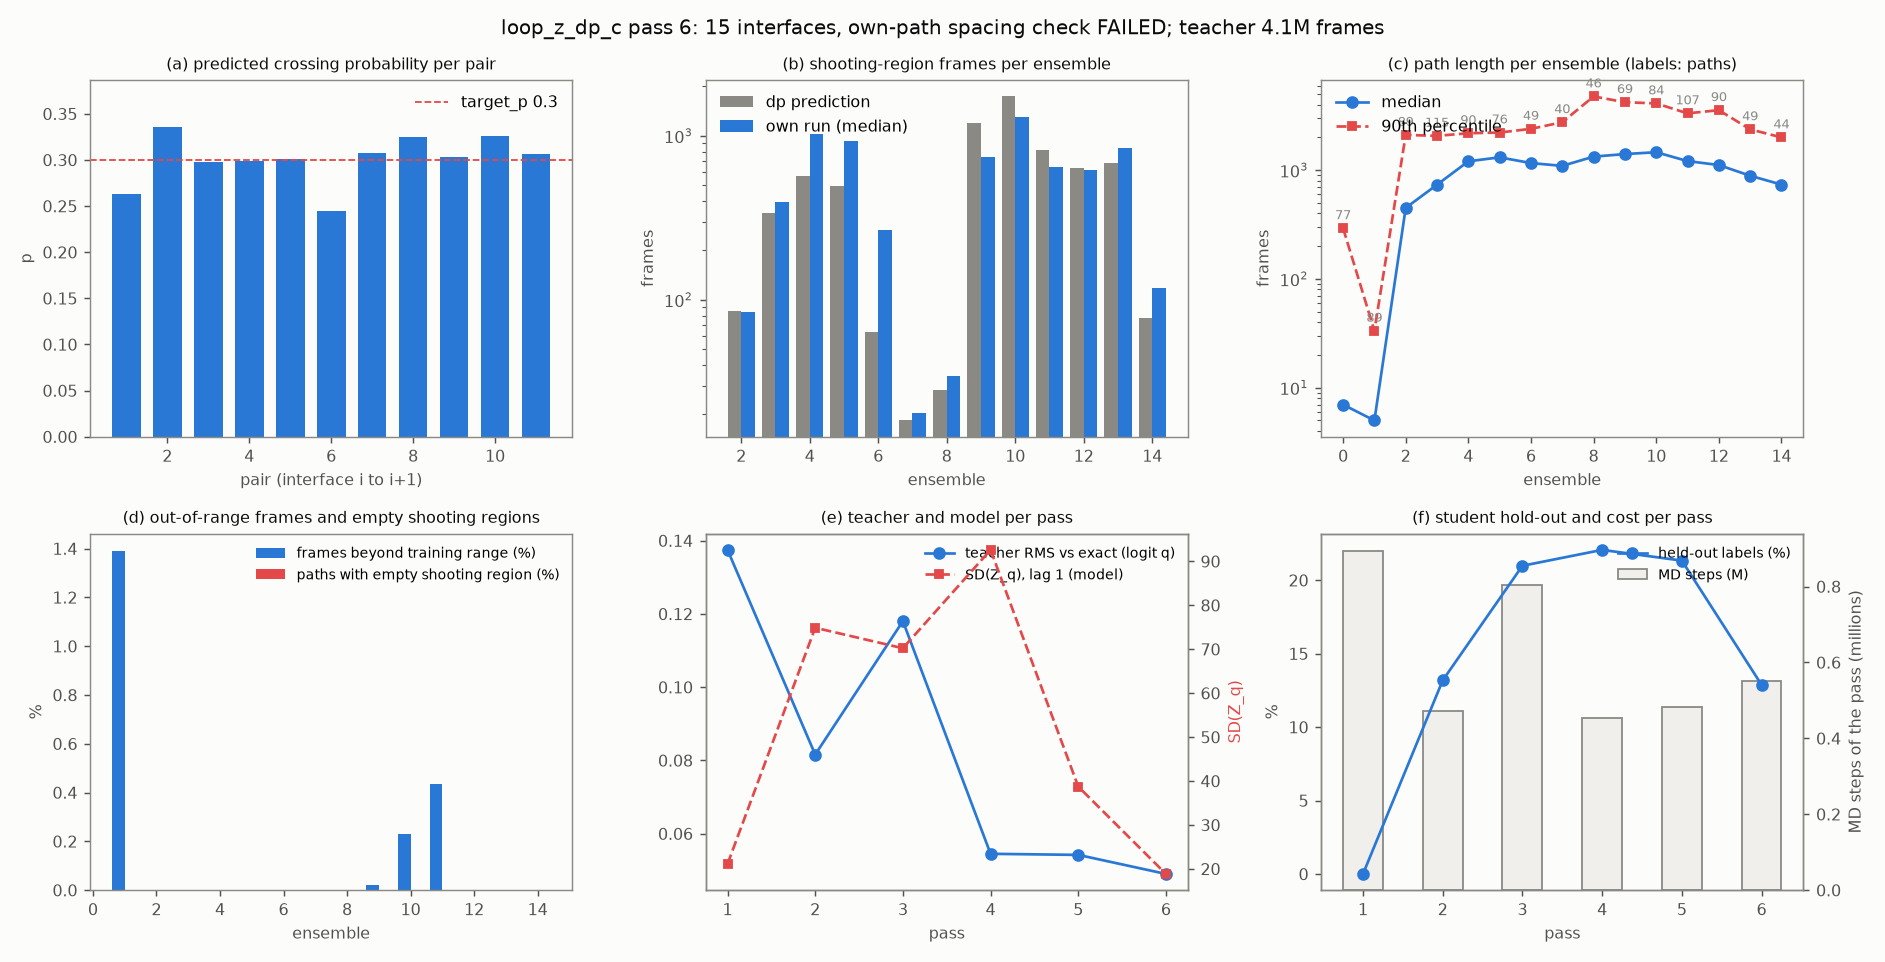 loop_z_dp_c pass 6: 15 interfaces, own-path spacing check FAILED; teacher 4.1M frames
(a) predicted crossing probability per pair
target_p 0.3
0.35
0.30
0.25
0.20
0.15
0.10
0.05
0.00
p
2 4 6 8 10
pair (interface i to i+1)
(b) shooting-region frames per ensemble
dp prediction
own run (median)
10³
10²
frames
2 4 6 8 10 12 14
ensemble
(c) path length per ensemble (labels: paths)
median
90th percentile
77 89 115 90 76 49 40 46 69 84 107 90 49 44
10³
10²
10¹
frames
0 2 4 6 8 10 12 14
ensemble
(d) out-of-range frames and empty shooting regions
frames beyond training range (%)
paths with empty shooting region (%)
1.4
1.2
1.0
0.8
0.6
0.4
0.2
0.0
%
0 2 4 6 8 10 12 14
ensemble
(e) teacher and model per pass
teacher RMS vs exact (logit q)
SD(Z_q), lag 1 (model)
0.14
0.12
0.10
0.08
0.06
90
80
70
60
50
40
30
20
SD(Z_q)
1 2 3 4 5 6
pass
(f) student hold-out and cost per pass
held-out labels (%)
MD steps (M)
20
15
10
5
0
%
0.8
0.6
0.4
0.2
0.0
MD steps of the pass (millions)
1 2 3 4 5 6
pass